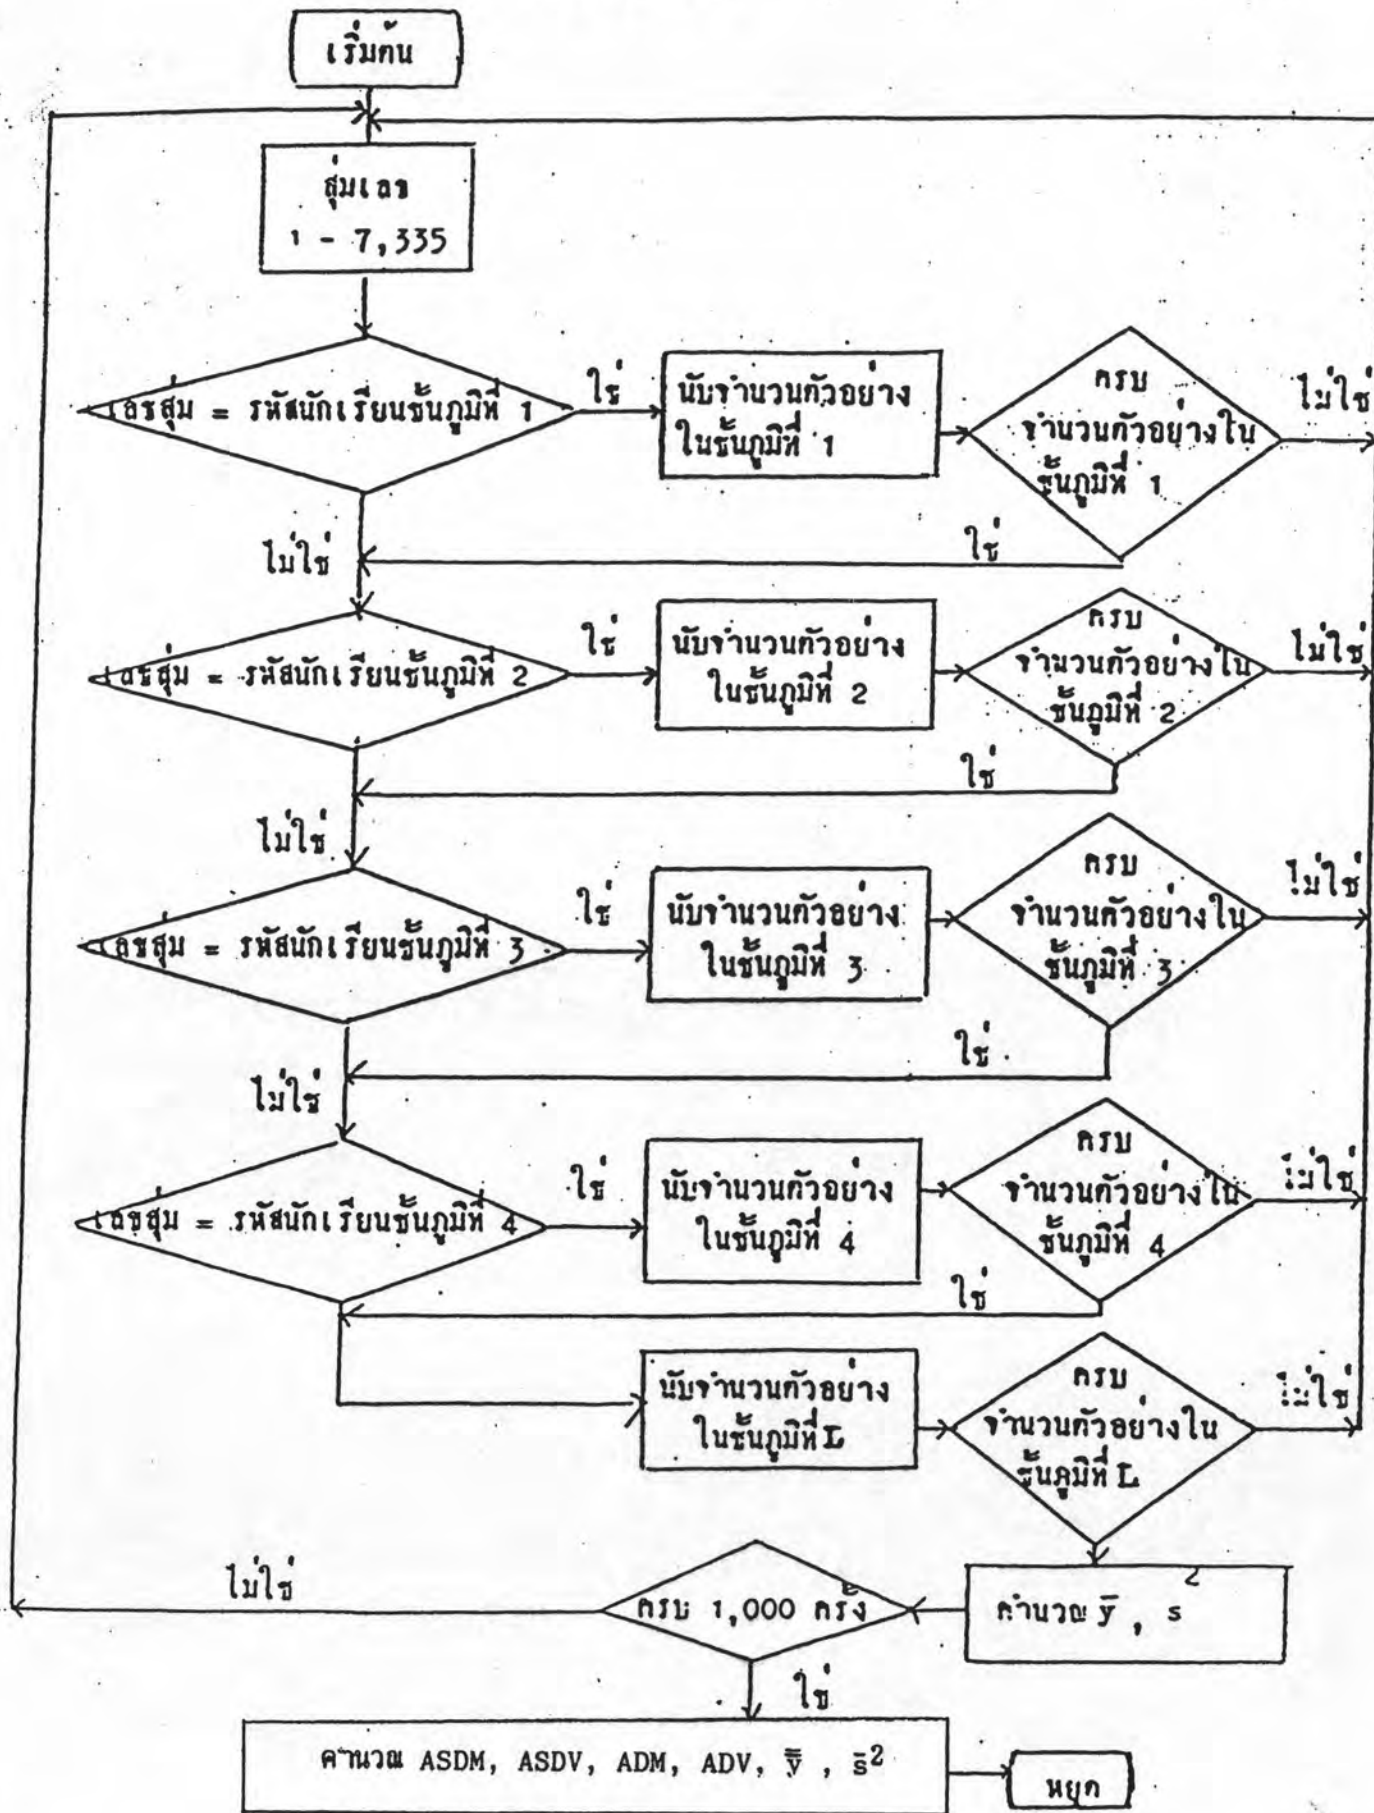 เริ่มต้น
สุ่มเลข
1 - 7,335
เลขสุ่ม = รหัสนักเรียนชั้นภูมิที่ 1
ใช่
นับจำนวนตัวอย่าง
ในชั้นภูมิที่ 1
ครบ
จำนวนตัวอย่างใน
ชั้นภูมิที่ 1
ไม่ใช่
ใช่
ไม่ใช่
เลขสุ่ม = รหัสนักเรียนชั้นภูมิที่ 2
ใช่
นับจำนวนตัวอย่าง
ในชั้นภูมิที่ 2
ครบ
จำนวนตัวอย่างใน
ชั้นภูมิที่ 2
ไม่ใช่
ใช่
ไม่ใช่
เลขสุ่ม = รหัสนักเรียนชั้นภูมิที่ 3
ใช่
นับจำนวนตัวอย่าง
ในชั้นภูมิที่ 3
ครบ
จำนวนตัวอย่างใน
ชั้นภูมิที่ 3
ไม่ใช่
ใช่
ไม่ใช่
เลขสุ่ม = รหัสนักเรียนชั้นภูมิที่ 4
ใช่
นับจำนวนตัวอย่าง
ในชั้นภูมิที่ 4
ครบ
จำนวนตัวอย่างใน
ชั้นภูมิที่ 4
ไม่ใช่
ใช่
นับจำนวนตัวอย่าง
ในชั้นภูมิที่ L
ครบ
จำนวนตัวอย่างใน
ชั้นภูมิที่ L
ไม่ใช่
คำนวณ ȳ , s²
ครบ 1,000 ครั้ง
ไม่ใช่
ใช่
คำนวณ ASDM, ASDV, ADM, ADV, ȳ̄ , s̄²
หยุด